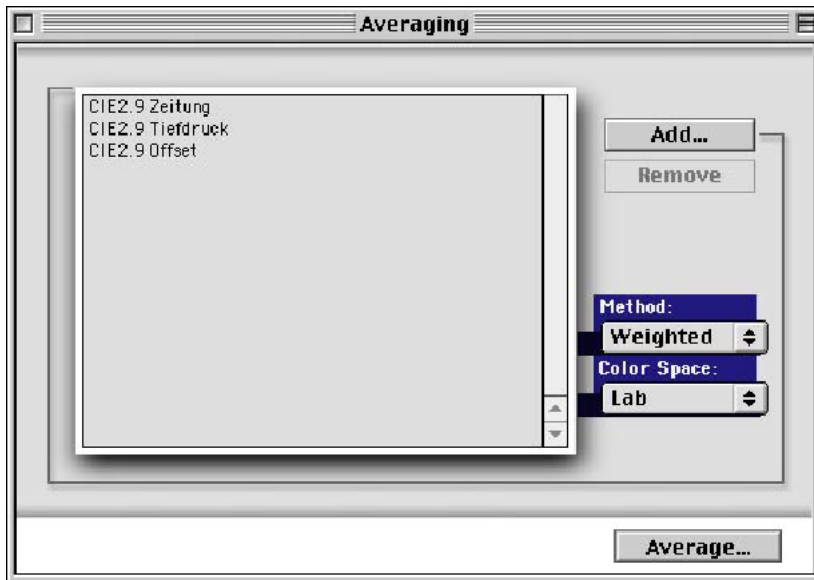 Averaging
CIE2.9 Zeitung
CIE2.9 Tiefdruck
CIE2.9 Offset
Add...
Remove
Method:
Weighted
Color Space:
Lab
Average...